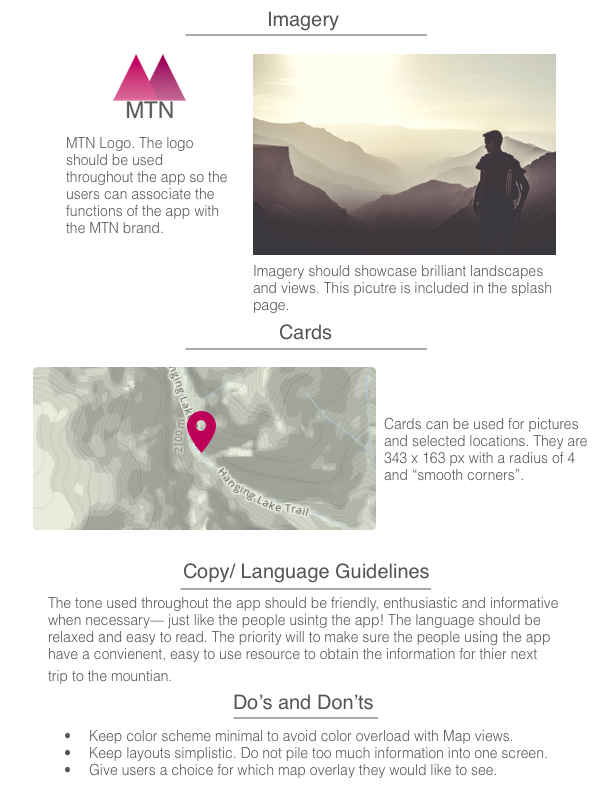 Imagery
MTN
MTN Logo. The logo
should be used
throughout the app so the
users can associate the
functions of the app with
the MTN brand.
Imagery should showcase brilliant landscapes
and views. This picutre is included in the splash
page.
Cards
nging Lak
2100 m
Hanging Lake Trail
Cards can be used for pictures
and selected locations. They are
343 x 163 px with a radius of 4
and “smooth corners”.
Copy/ Language Guidelines
The tone used throughout the app should be friendly, enthusiastic and informative
when necessary— just like the people usintg the app! The language should be
relaxed and easy to read. The priority will to make sure the people using the app
have a convienent, easy to use resource to obtain the information for thier next
trip to the mountian.
Do’s and Don’ts
• Keep color scheme minimal to avoid color overload with Map views.
• Keep layouts simplistic. Do not pile too much information into one screen.
• Give users a choice for which map overlay they would like to see.